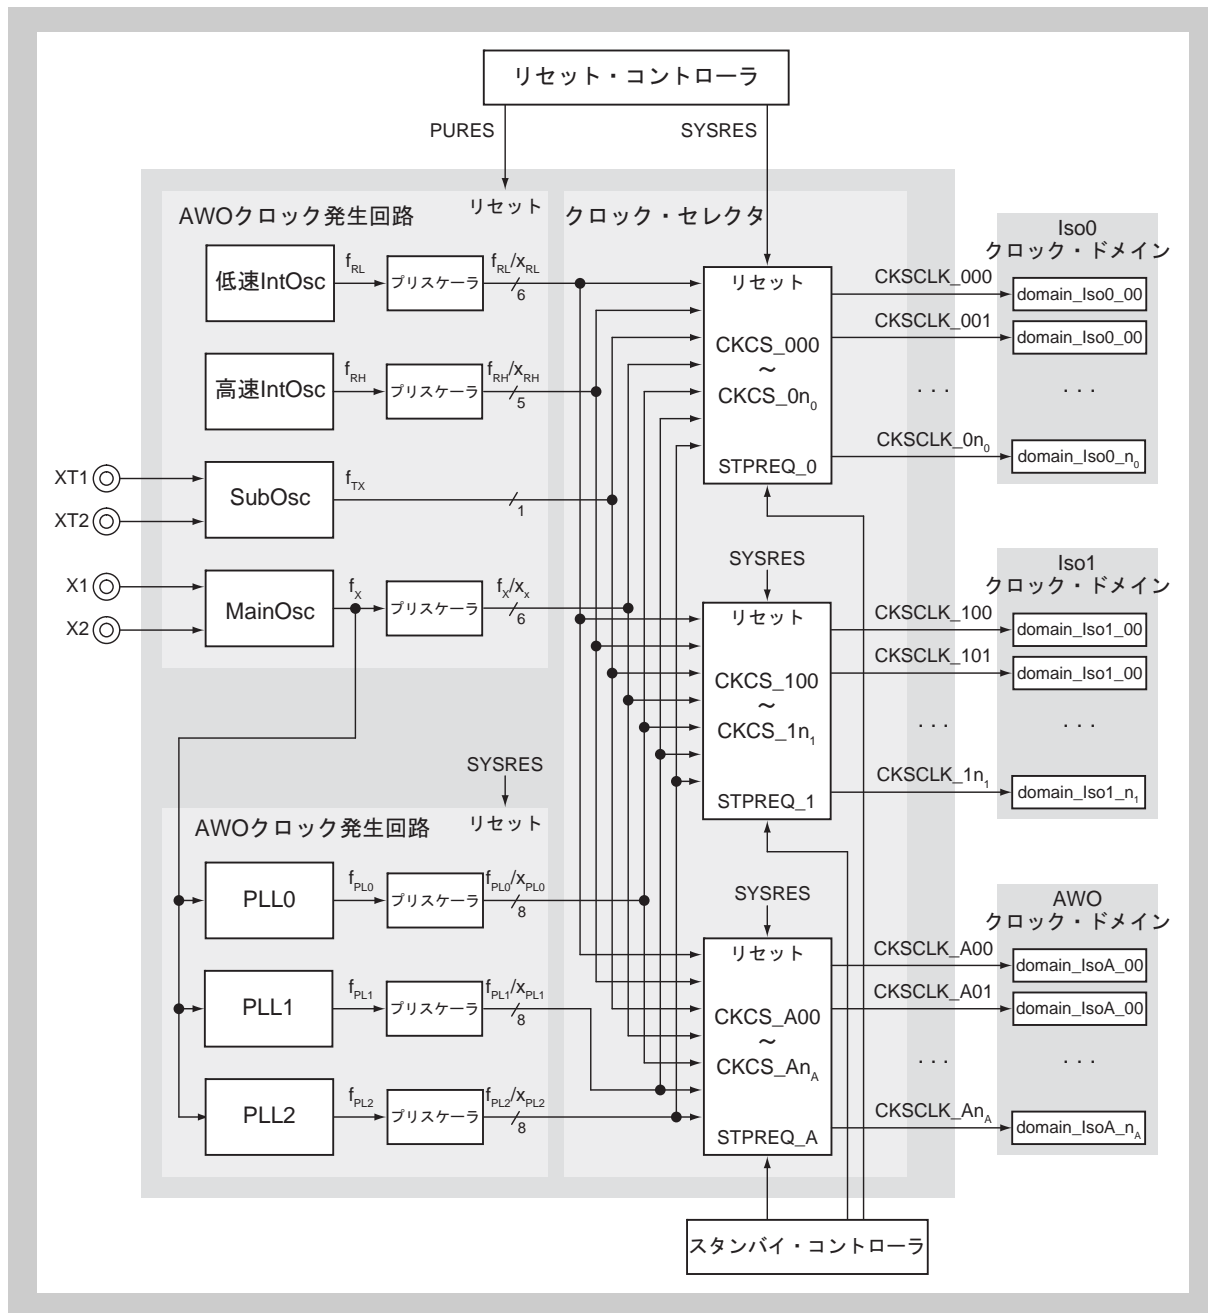 リセット・コントローラ
PURES
SYSRES
AWOクロック発生回路
リセット
クロック・セレクタ
低速IntOsc
fRL
プリスケーラ
fRL/xRL
6
高速IntOsc
fRH
プリスケーラ
fRH/xRH
5
XT1
XT2
SubOsc
fTX
1
X1
X2
MainOsc
fX
プリスケーラ
fX/xx
6
SYSRES
AWOクロック発生回路
リセット
PLL0
fPL0
プリスケーラ
fPL0/xPL0
8
PLL1
fPL1
プリスケーラ
fPL1/xPL1
8
PLL2
fPL2
プリスケーラ
fPL2/xPL2
8
リセット
CKCS_000
～
CKCS_0n0
STPREQ_0
CKSCLK_000
CKSCLK_001
. . .
CKSCLK_0n0
Iso0
クロック・ドメイン
domain_Iso0_00
domain_Iso0_00
. . .
domain_Iso0_n0
SYSRES
リセット
CKCS_100
～
CKCS_1n1
STPREQ_1
CKSCLK_100
CKSCLK_101
. . .
CKSCLK_1n1
Iso1
クロック・ドメイン
domain_Iso1_00
domain_Iso1_00
. . .
domain_Iso1_n1
SYSRES
リセット
CKCS_A00
～
CKCS_AnA
STPREQ_A
CKSCLK_A00
CKSCLK_A01
. . .
CKSCLK_AnA
AWO
クロック・ドメイン
domain_IsoA_00
domain_IsoA_00
. . .
domain_IsoA_nA
スタンバイ・コントローラ